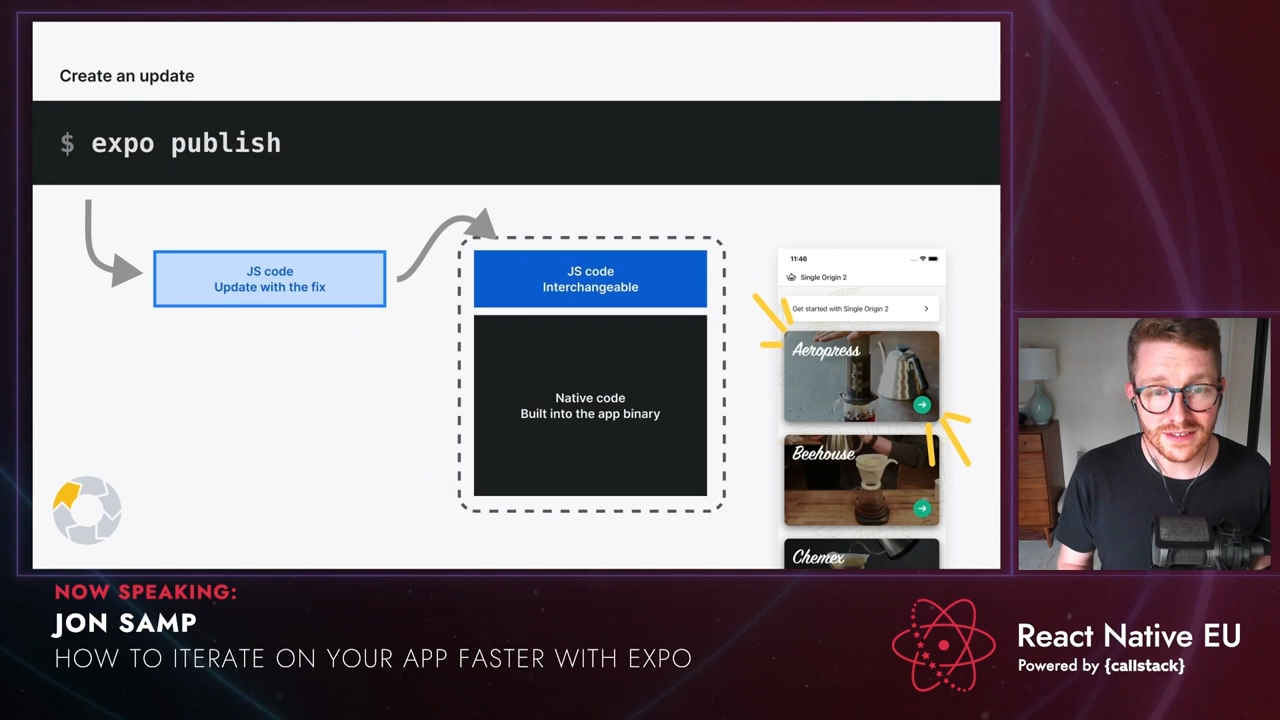 Create an update
$ expo publish
JS code
Update with the fix
JS code
Interchangeable
Native code
Built into the app binary
11:46
Single Origin 2
Get started with Single Origin 2
Aeropress
Beehouse
Chemex
NOW SPEAKING:
JON SAMP
HOW TO ITERATE ON YOUR APP FASTER WITH EXPO
React Native EU
Powered by {callstack}